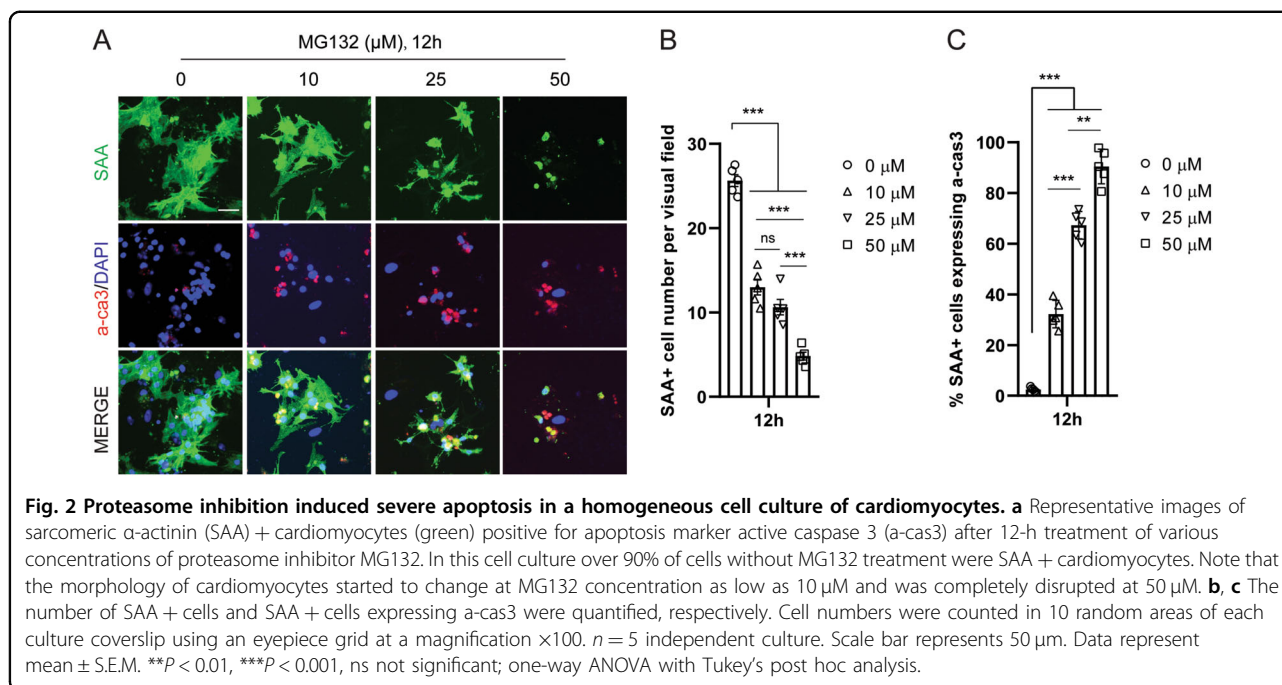 A
MG132 (μM), 12h
0 10 25 50
SAA
a-ca3/DAPI
MERGE
B
SAA+ cell number per visual field
30
20
10
0
***
***
ns
***
12h
0 μM
10 μM
25 μM
50 μM
C
% SAA+ cells expressing a-cas3
100
80
60
40
20
0
***
**
***
12h
0 μM
10 μM
25 μM
50 μM
Fig. 2 Proteasome inhibition induced severe apoptosis in a homogeneous cell culture of cardiomyocytes. a Representative images of
sarcomeric α-actinin (SAA) + cardiomyocytes (green) positive for apoptosis marker active caspase 3 (a-cas3) after 12-h treatment of various
concentrations of proteasome inhibitor MG132. In this cell culture over 90% of cells without MG132 treatment were SAA + cardiomyocytes. Note that
the morphology of cardiomyocytes started to change at MG132 concentration as low as 10 μM and was completely disrupted at 50 μM. b, c The
number of SAA + cells and SAA + cells expressing a-cas3 were quantified, respectively. Cell numbers were counted in 10 random areas of each
culture coverslip using an eyepiece grid at a magnification ×100. n = 5 independent culture. Scale bar represents 50 μm. Data represent
mean ± S.E.M. **P < 0.01, ***P < 0.001, ns not significant; one-way ANOVA with Tukey's post hoc analysis.